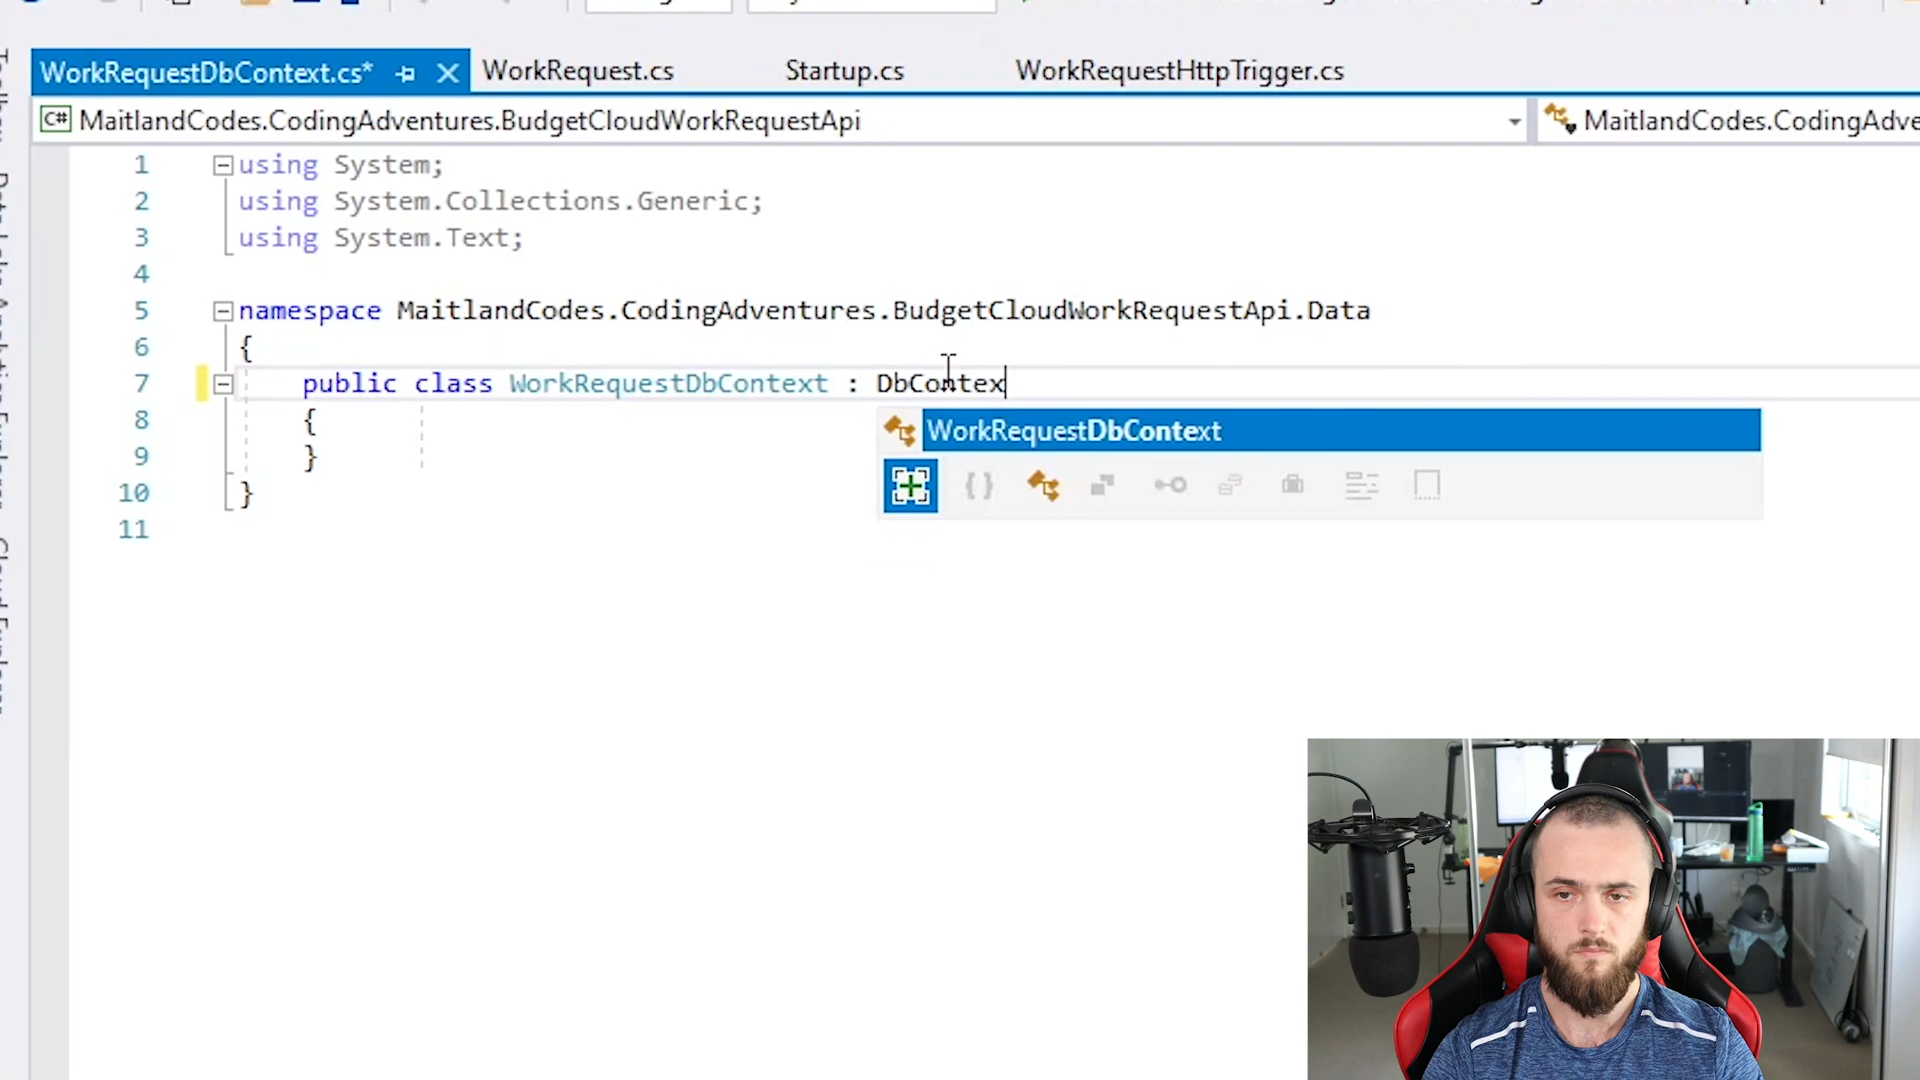 WorkRequestDbContext.cs*
WorkRequest.cs
Startup.cs
WorkRequestHttpTrigger.cs
C# MaitlandCodes.CodingAdventures.BudgetCloudWorkRequestApi
MaitlandCodes.CodingAdve
1 using System;
2 using System.Collections.Generic;
3 using System.Text;
4
5 namespace MaitlandCodes.CodingAdventures.BudgetCloudWorkRequestApi.Data
6 {
7 public class WorkRequestDbContext : DbContex
WorkRequestDbContext
8 {
9 }
10 }
11